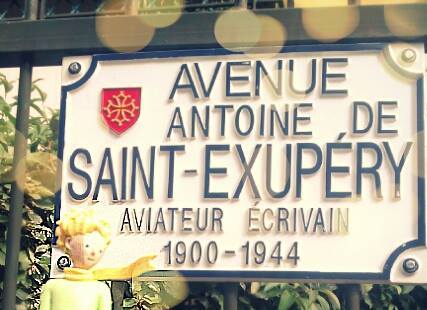 AVENUE
ANTOINE DE
SAINT-EXUPÉRY
AVIATEUR ÉCRIVAIN
1900-1944